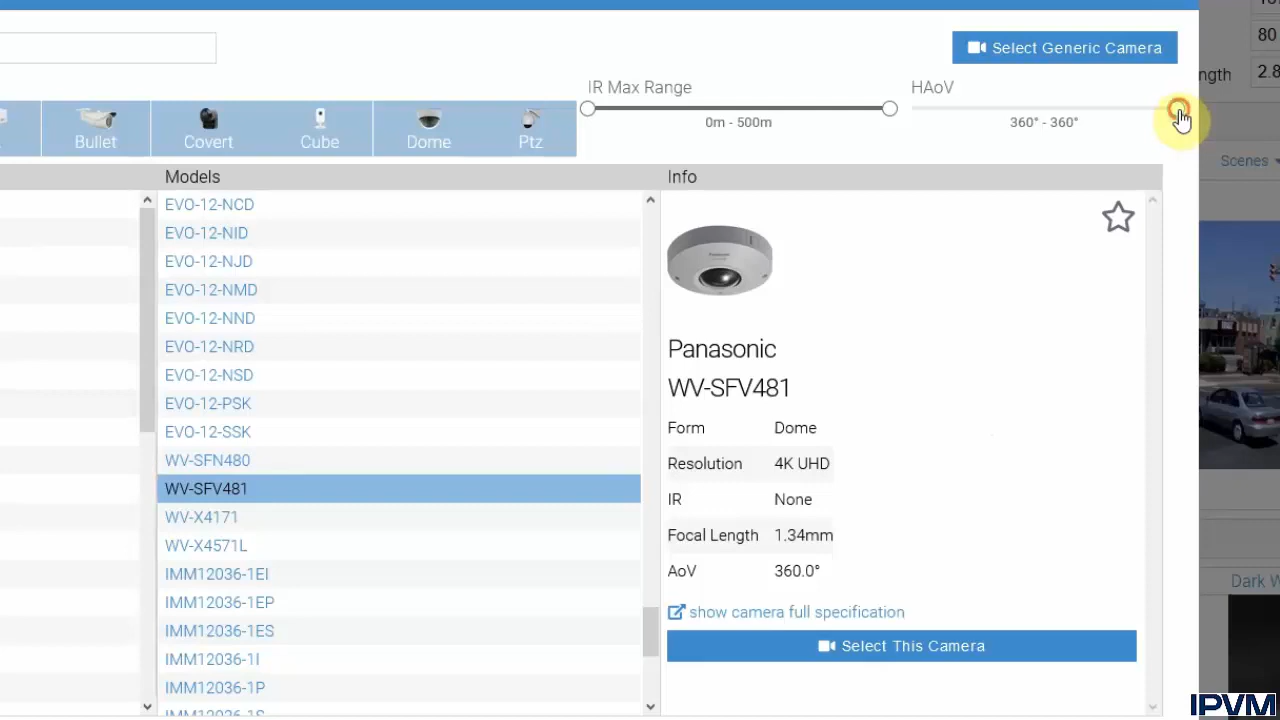 Select Generic Camera
80
ngth 2.8
IR Max Range
HAoV
0m - 500m
360° - 360°
Bullet
Covert
Cube
Dome
Ptz
Scenes
Models
Info
EVO-12-NCD
EVO-12-NID
EVO-12-NJD
EVO-12-NMD
EVO-12-NND
EVO-12-NRD
EVO-12-NSD
EVO-12-PSK
EVO-12-SSK
WV-SFN480
WV-SFV481
WV-X4171
WV-X4571L
IMM12036-1EI
IMM12036-1EP
IMM12036-1ES
IMM12036-1I
IMM12036-1P
IMM12036-1S
Panasonic
WV-SFV481
Form Dome
Resolution 4K UHD
IR None
Focal Length 1.34mm
AoV 360.0°
show camera full specification
Select This Camera
Dark W
IPVM